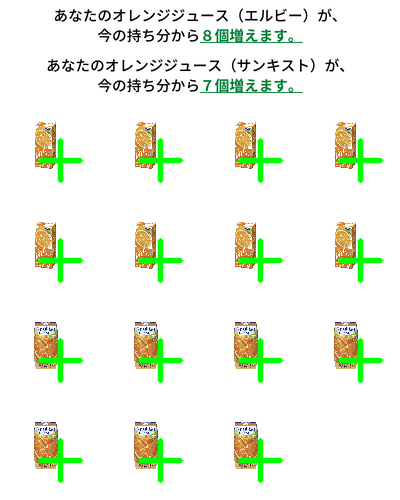 あなたのオレンジジュース（エルビー）が、
今の持ち分から８個増えます。
あなたのオレンジジュース（サンキスト）が、
今の持ち分から７個増えます。